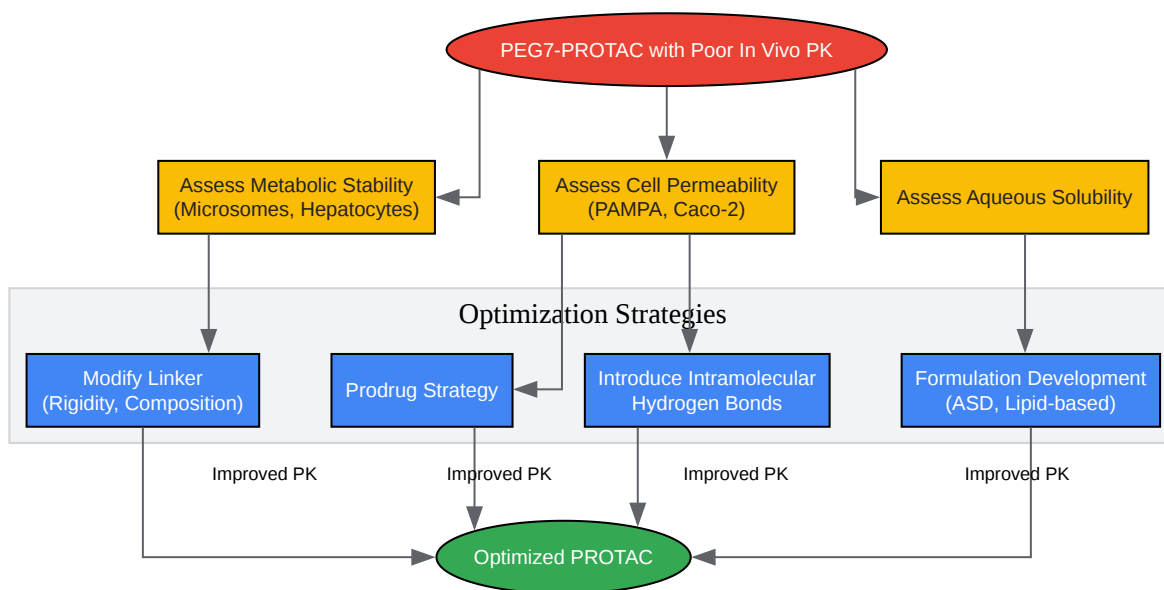 PEG7-PROTAC with Poor In Vivo PK
Assess Metabolic Stability
(Microsomes, Hepatocytes)
Assess Cell Permeability
(PAMPA, Caco-2)
Assess Aqueous Solubility
Optimization Strategies
Modify Linker
(Rigidity, Composition)
Prodrug Strategy
Introduce Intramolecular
Hydrogen Bonds
Formulation Development
(ASD, Lipid-based)
Improved PK
Improved PK
Improved PK
Improved PK
Optimized PROTAC